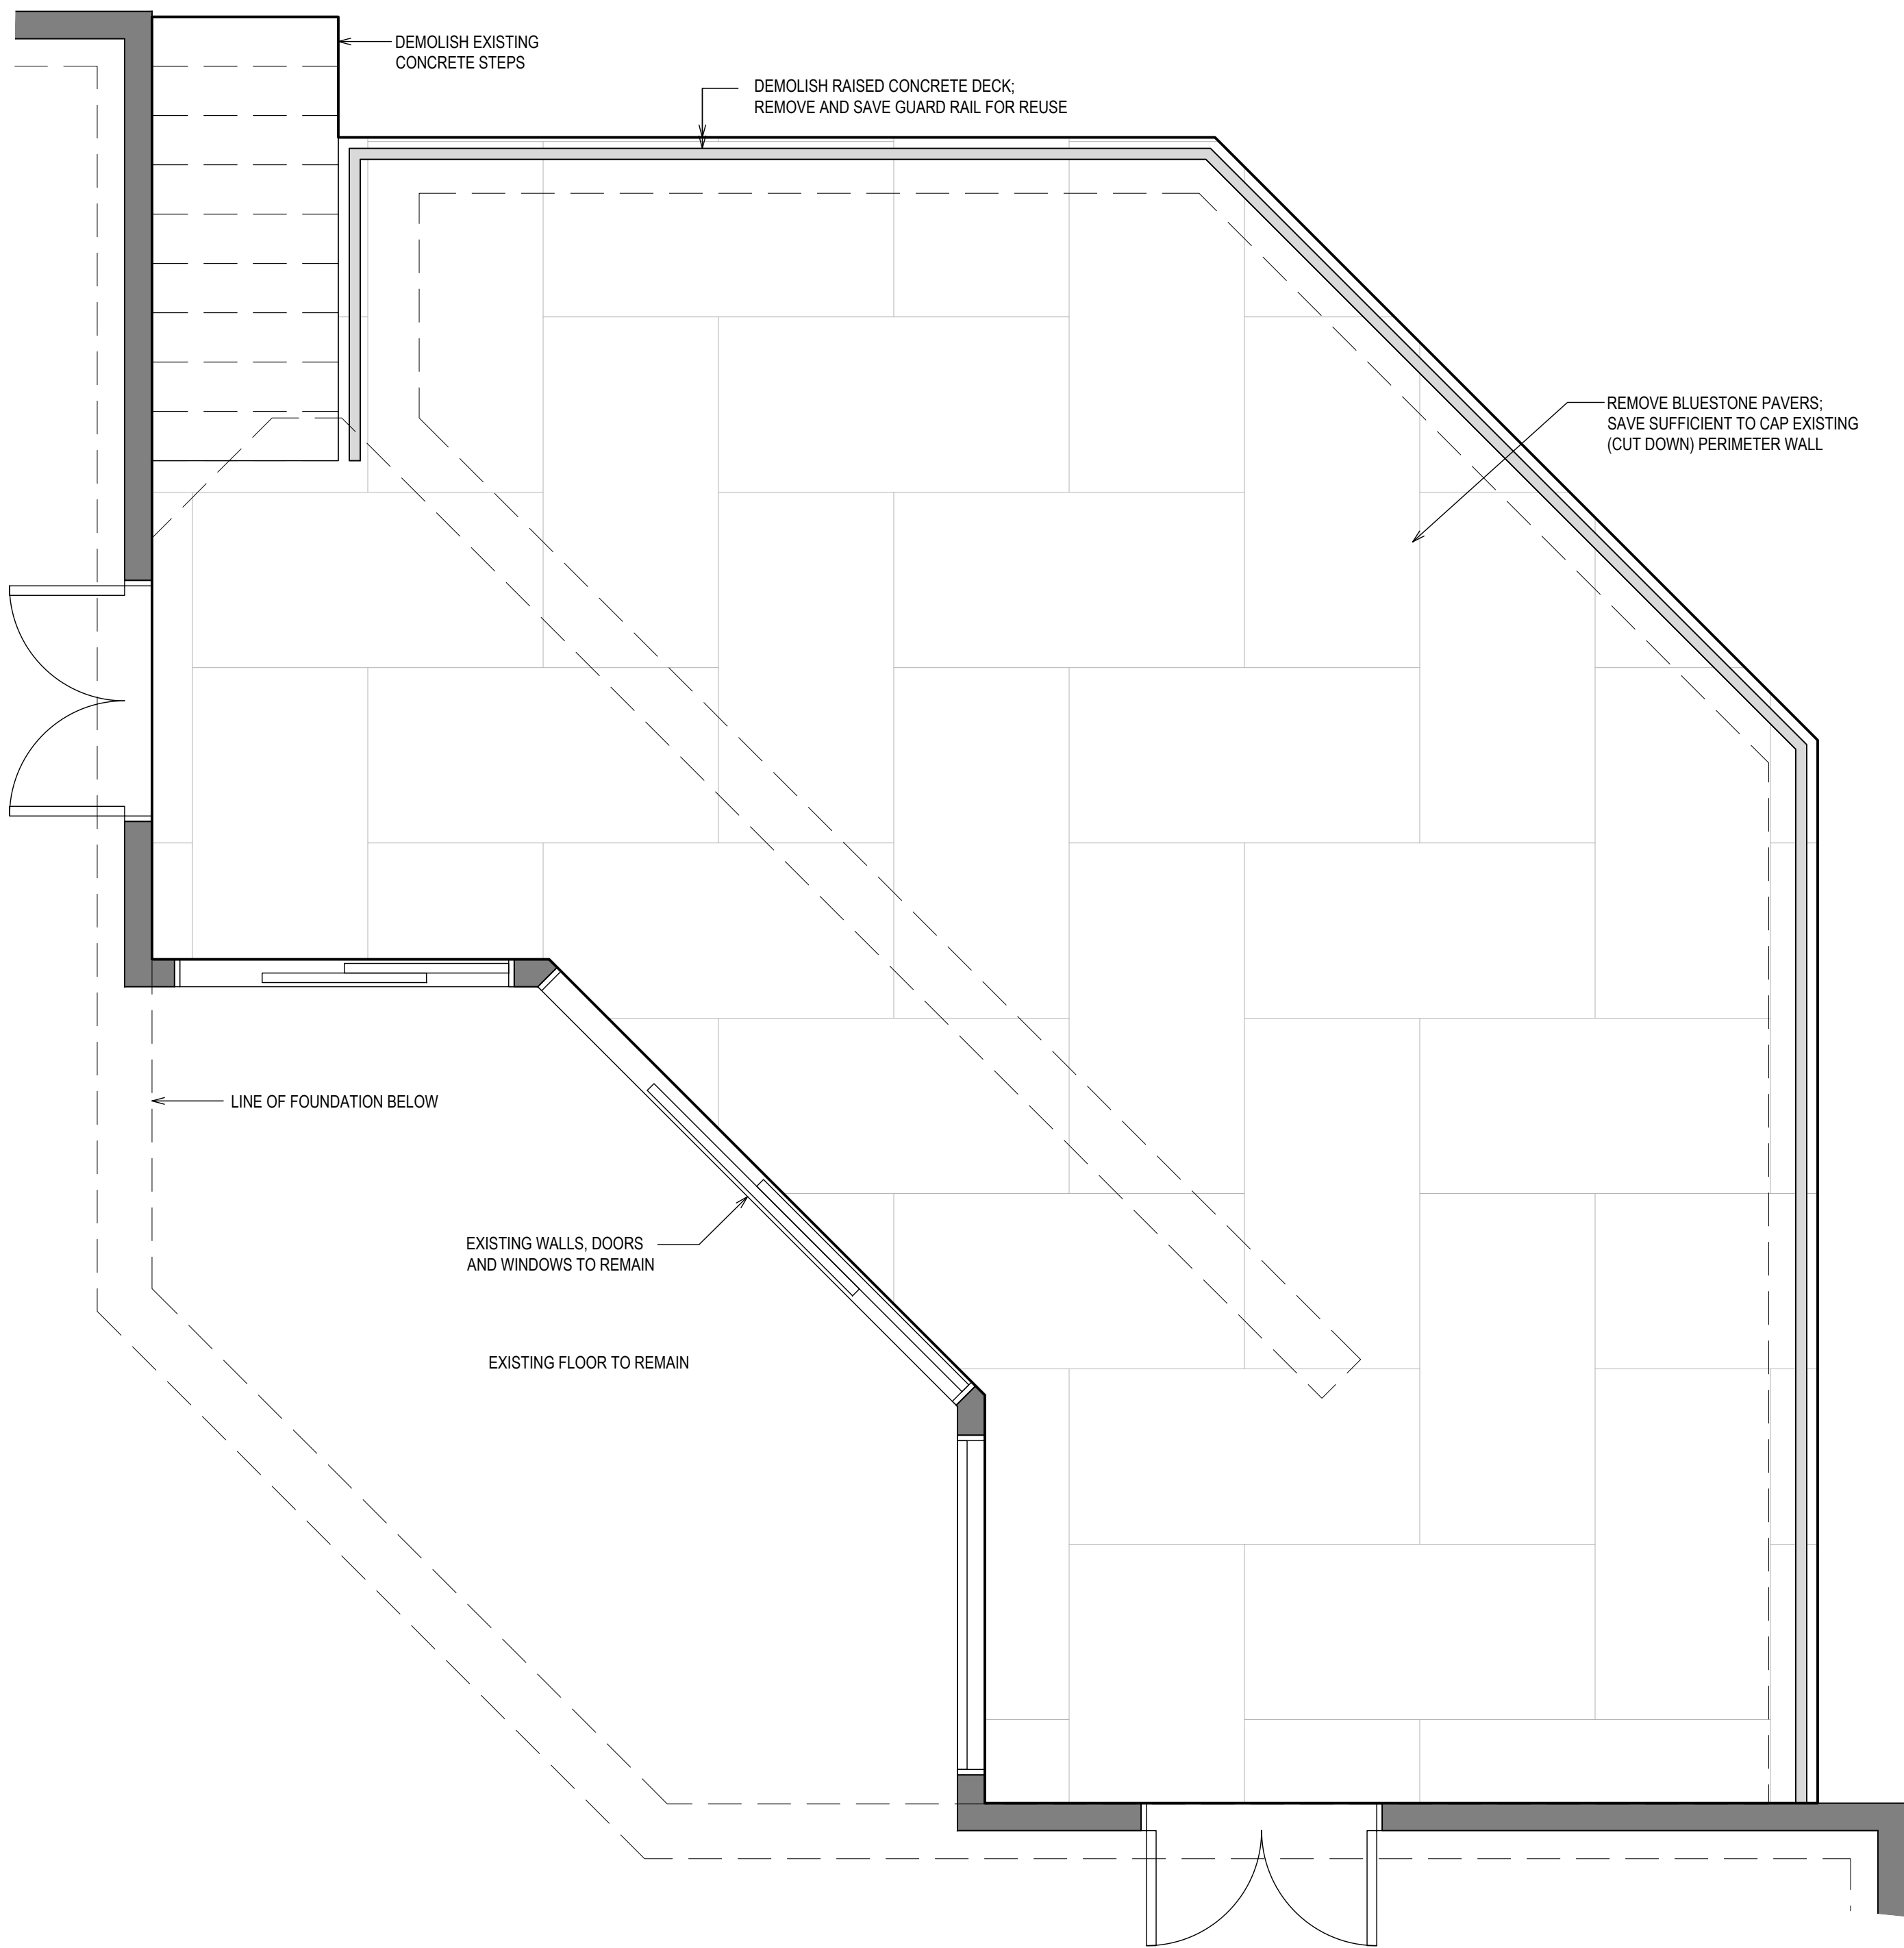 DEMOLISH EXISTING
CONCRETE STEPS
DEMOLISH RAISED CONCRETE DECK;
REMOVE AND SAVE GUARD RAIL FOR REUSE
REMOVE BLUESTONE PAVERS;
SAVE SUFFICIENT TO CAP EXISTING
(CUT DOWN) PERIMETER WALL
LINE OF FOUNDATION BELOW
EXISTING WALLS, DOORS
AND WINDOWS TO REMAIN
EXISTING FLOOR TO REMAIN